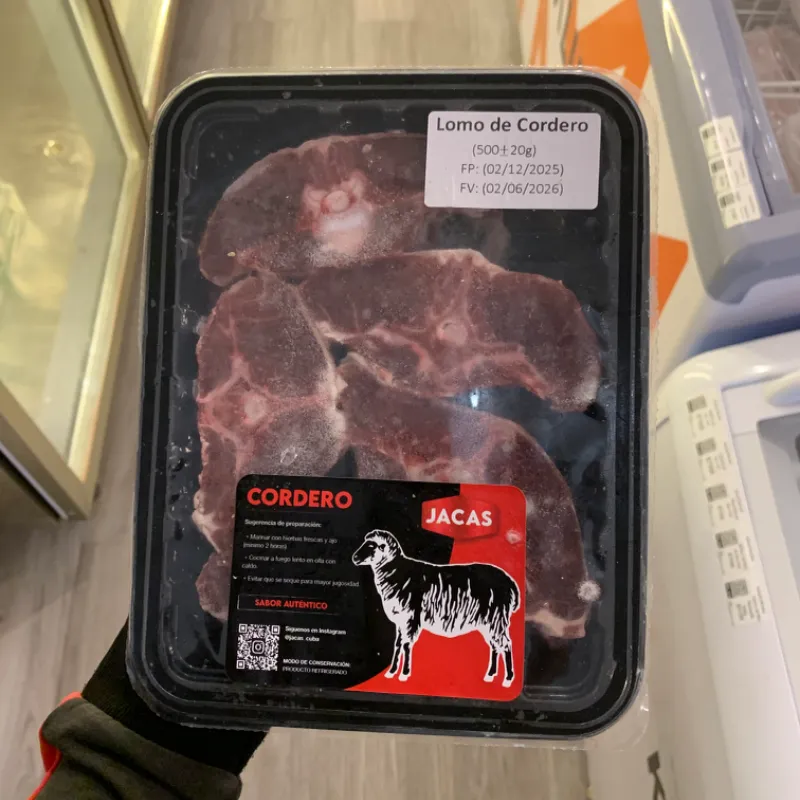 Lomo de Cordero
(500±20g)
FP: (02/12/2025)
FV: (02/06/2026)
CORDERO
JACAS
Sugerencia de preparación:
• Marinar con hierbas frescas y ajo
(mínimo 2 horas)
• Cocinar a fuego lento en olla con
caldo.
• Evitar que se seque para mayor jugosidad.
SABOR AUTÉNTICO
Síguenos en Instagram
@jacas.cuba
MODO DE CONSERVACIÓN:
PRODUCTO REFRIGERADO